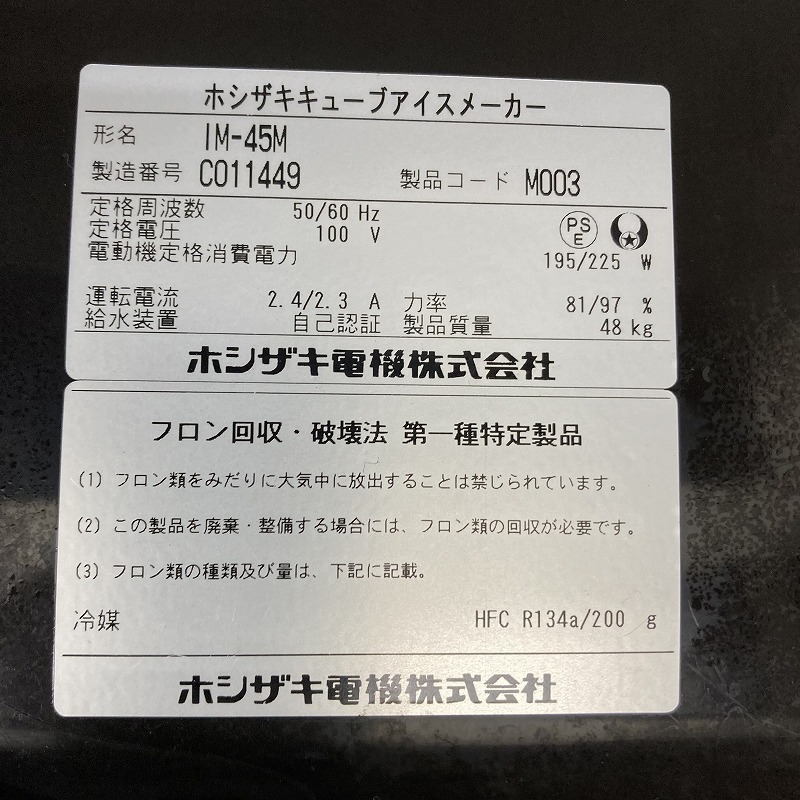 ホシザキキューブアイスメーカー
形名 IM-45M
製造番号 C011449 製品コード M003
定格周波数 50/60 Hz
定格電圧 100 V
PS E
電動機定格消費電力 195/225 W
運転電流 2.4/2.3 A 力率 81/97 %
給水装置 自己認証 製品質量 48 kg
ホシザキ電機株式会社
フロン回収・破壊法 第一種特定製品
(1) フロン類をみだりに大気中に放出することは禁じられています。
(2) この製品を廃棄・整備する場合には、フロン類の回収が必要です。
(3) フロン類の種類及び量は、下記に記載。
冷媒 HFC R134a/200 g
ホシザキ電機株式会社